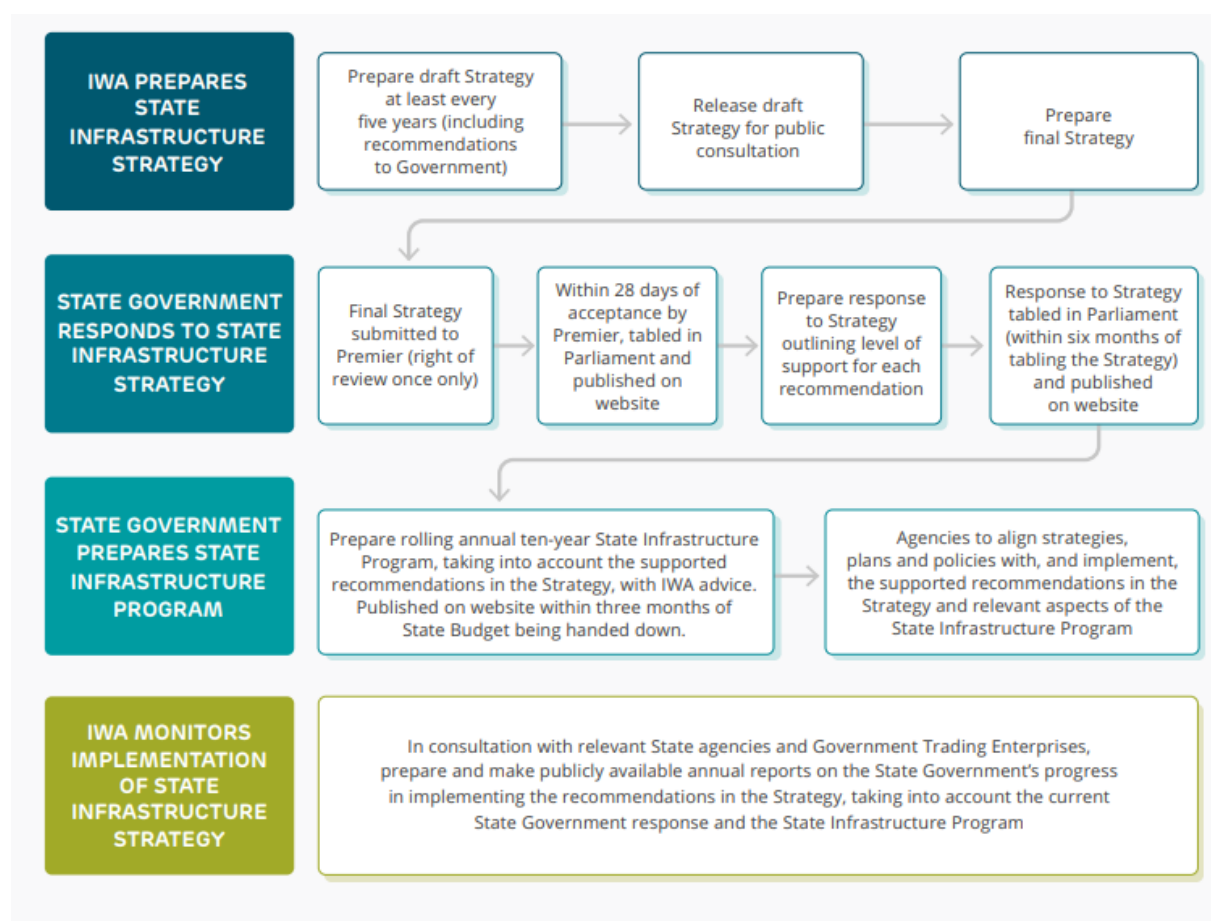 IWA PREPARES
STATE
INFRASTRUCTURE
STRATEGY
Prepare draft Strategy
at least every
five years (including
recommendations
to Government)
Release draft
Strategy for public
consultation
Prepare
final Strategy
STATE GOVERNMENT
RESPONDS TO STATE
INFRASTRUCTURE
STRATEGY
Final Strategy
submitted to
Premier (right of
review once only)
Within 28 days of
acceptance by
Premier, tabled in
Parliament and
published on
website
Prepare response
to Strategy
outlining level of
support for each
recommendation
Response to Strategy
tabled in Parliament
(within six months of
tabling the Strategy)
and published
on website
STATE GOVERNMENT
PREPARES STATE
INFRASTRUCTURE
PROGRAM
Prepare rolling annual ten-year State Infrastructure
Program, taking into account the supported
recommendations in the Strategy, with IWA advice.
Published on website within three months of
State Budget being handed down.
Agencies to align strategies,
plans and policies with, and implement,
the supported recommendations in the
Strategy and relevant aspects of the
State Infrastructure Program
IWA MONITORS
IMPLEMENTATION
OF STATE
INFRASTRUCTURE
STRATEGY
In consultation with relevant State agencies and Government Trading Enterprises,
prepare and make publicly available annual reports on the State Government's progress
in implementing the recommendations in the Strategy, taking into account the current
State Government response and the State Infrastructure Program